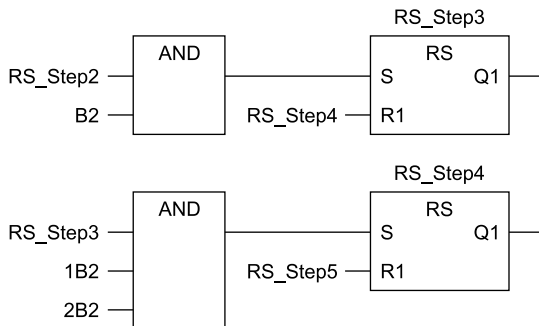 RS_Step3
AND
RS
RS_Step2
S
Q1
B2
RS_Step4
R1
RS_Step4
AND
RS
RS_Step3
S
Q1
1B2
RS_Step5
R1
2B2